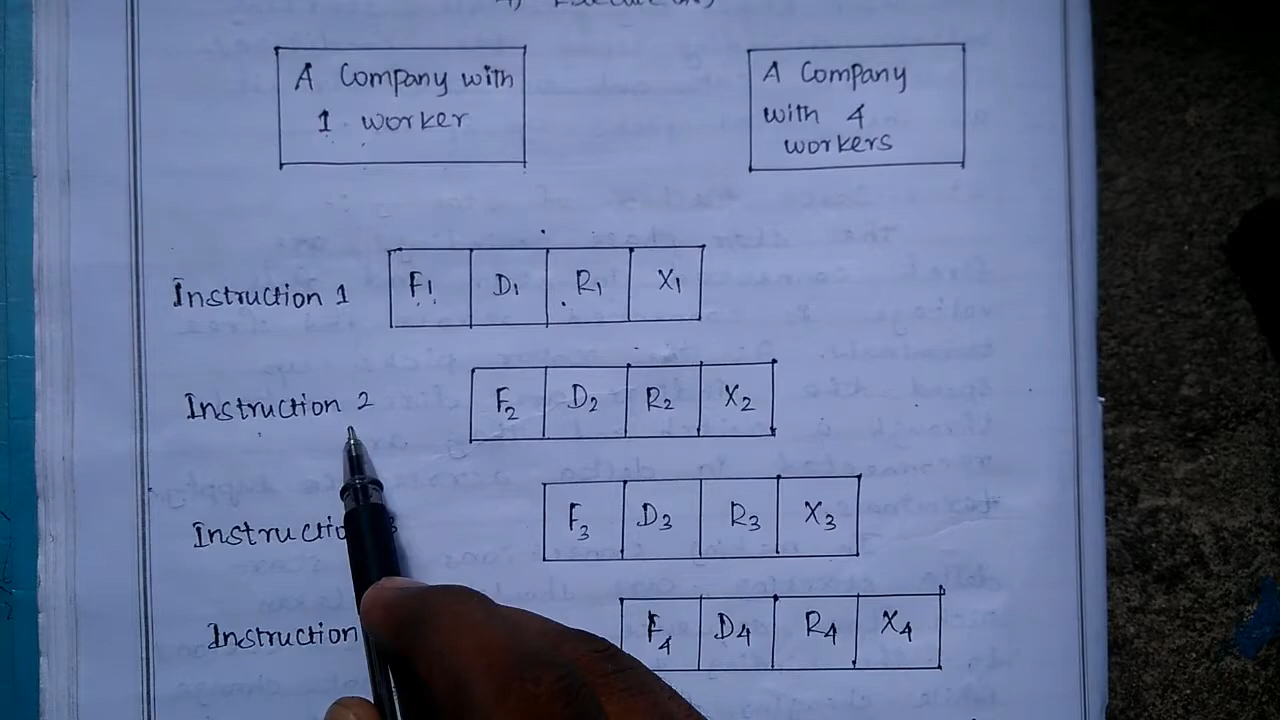 A Company with
1 worker
A Company
with 4
workers
Instruction 1 F1 D1 R1 X1
Instruction 2 F2 D2 R2 X2
F3 D3 R3 X3
Instruction F4 D4 R4 X4